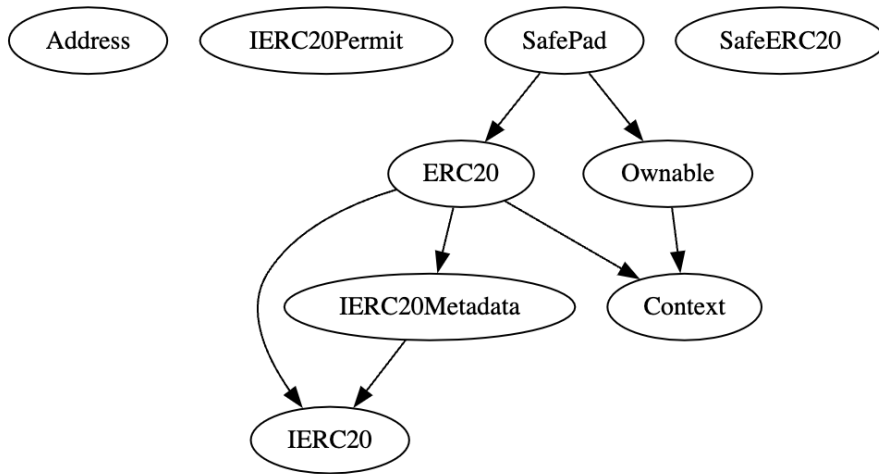 Address
IERC20Permit
SafePad
SafeERC20
ERC20
Ownable
IERC20Metadata
Context
IERC20